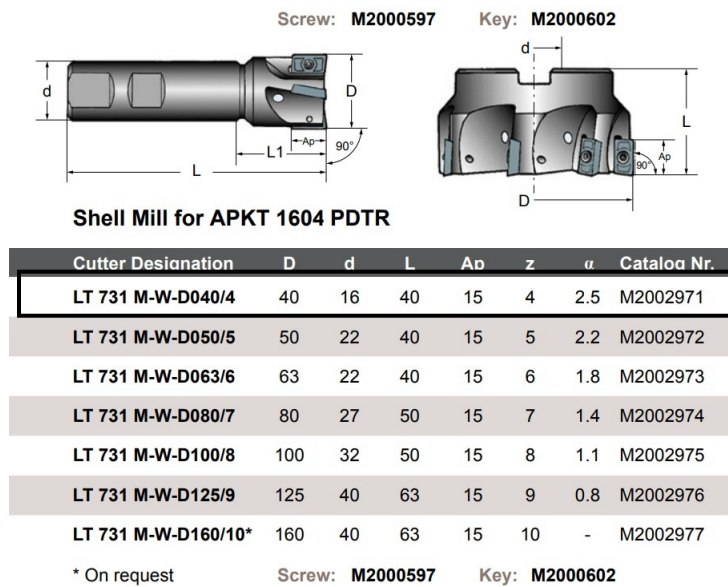 Screw: M2000597 Key: M2000602
d
d
D
L
Ap
90°
L1
L
Ap
90°
D
Shell Mill for APKT 1604 PDTR
Cutter Designation D d L Ap z α Catalog Nr.
LT 731 M-W-D040/4 40 16 40 15 4 2.5 M2002971
LT 731 M-W-D050/5 50 22 40 15 5 2.2 M2002972
LT 731 M-W-D063/6 63 22 40 15 6 1.8 M2002973
LT 731 M-W-D080/7 80 27 50 15 7 1.4 M2002974
LT 731 M-W-D100/8 100 32 50 15 8 1.1 M2002975
LT 731 M-W-D125/9 125 40 63 15 9 0.8 M2002976
LT 731 M-W-D160/10* 160 40 63 15 10 - M2002977
* On request Screw: M2000597 Key: M2000602